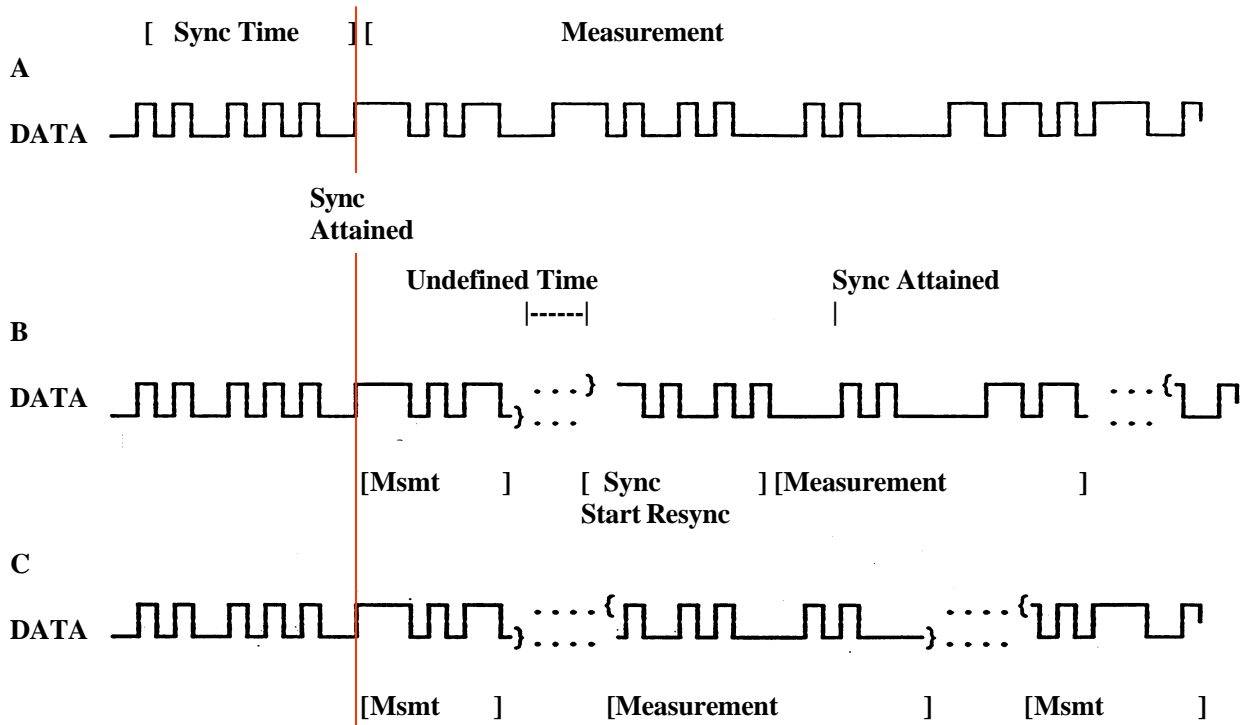 [ Sync Time ] [ Measurement
A
DATA
Sync
Attained
Undefined Time Sync Attained
|------| |
B
DATA } . . . . } . . . . . . . {
. . . . . .
[Msmt ] [ Sync ] [Measurement ]
Start Resync
C
DATA } . . . . { } . . . . . {
. . . . . . . . .
[Msmt ] [Measurement ] [Msmt ]